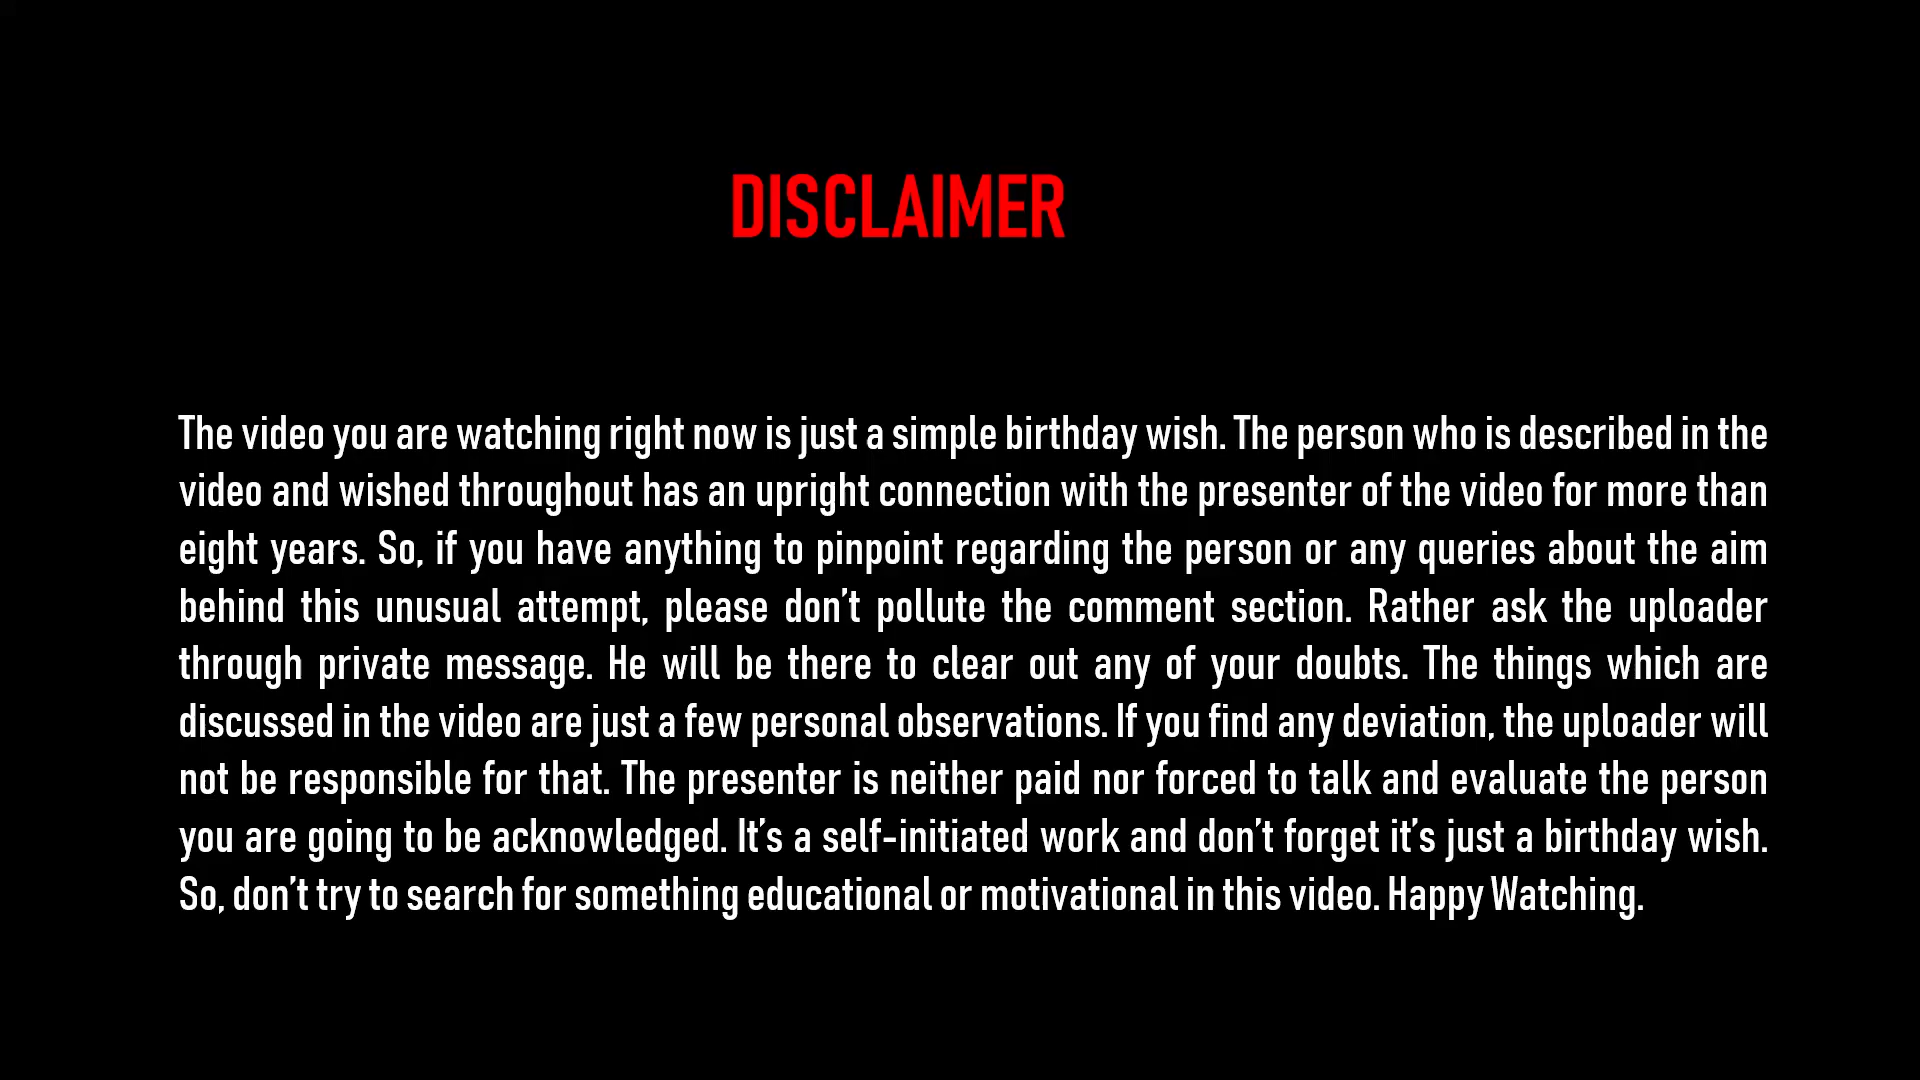 DISCLAIMER
The video you are watching right now is just a simple birthday wish. The person who is described in the
video and wished throughout has an upright connection with the presenter of the video for more than
eight years. So, if you have anything to pinpoint regarding the person or any queries about the aim
behind this unusual attempt, please don’t pollute the comment section. Rather ask the uploader
through private message. He will be there to clear out any of your doubts. The things which are
discussed in the video are just a few personal observations. If you find any deviation, the uploader will
not be responsible for that. The presenter is neither paid nor forced to talk and evaluate the person
you are going to be acknowledged. It’s a self-initiated work and don’t forget it’s just a birthday wish.
So, don’t try to search for something educational or motivational in this video. Happy Watching.